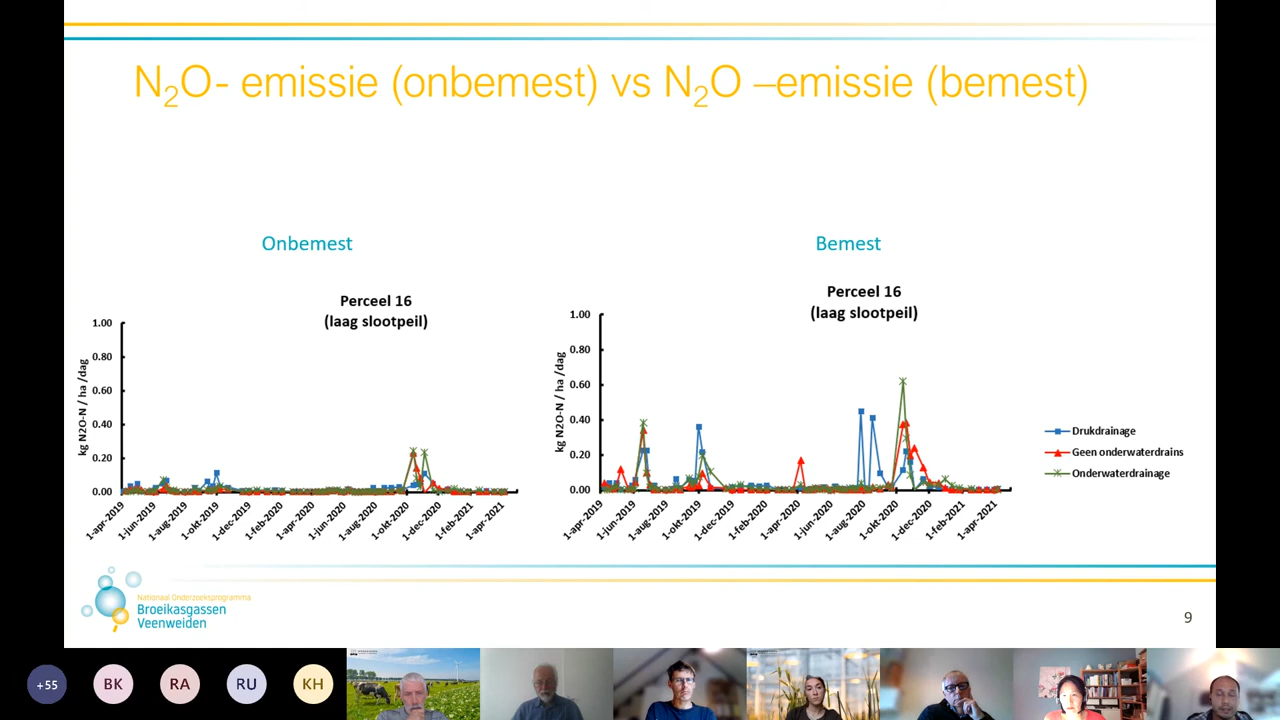 N2O- emissie (onbemest) vs N2O –emissie (bemest)
Onbemest
Bemest
Perceel 16
(laag slootpeil)
kg N2O-N / ha /dag
1.00
0.80
0.60
0.40
0.20
0.00
1-apr-2019
1-jun-2019
1-aug-2019
1-okt-2019
1-dec-2019
1-feb-2020
1-apr-2020
1-jun-2020
1-aug-2020
1-okt-2020
1-dec-2020
1-feb-2021
1-apr-2021
Perceel 16
(laag slootpeil)
kg N2O-N / ha /dag
1.00
0.80
0.60
0.40
0.20
0.00
1-apr-2019
1-jun-2019
1-aug-2019
1-okt-2019
1-dec-2019
1-feb-2020
1-apr-2020
1-jun-2020
1-aug-2020
1-okt-2020
1-dec-2020
1-feb-2021
1-apr-2021
Drukdrainage
Geen onderwaterdrains
Onderwaterdrainage
Nationaal Onderzoeksprogramma
Broeikasgassen
Veenweiden
9
+55
BK
RA
RU
KH